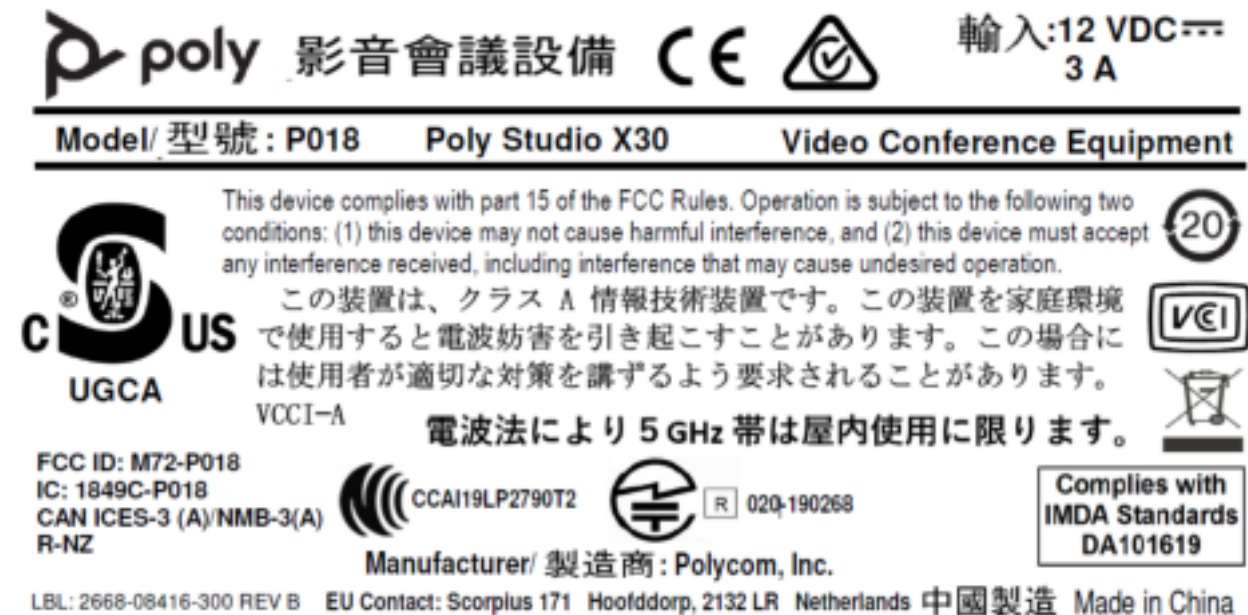 poly 影音會議設備 CE 輸入:12 VDC⎓
3 A
Model/ 型號: P018 Poly Studio X30 Video Conference Equipment
This device complies with part 15 of the FCC Rules. Operation is subject to the following two
conditions: (1) this device may not cause harmful interference, and (2) this device must accept
any interference received, including interference that may cause undesired operation.
20
この装置は、クラス A 情報技術装置です。この装置を家庭環境
で使用すると電波妨害を引き起こすことがあります。この場合に
は使用者が適切な対策を講ずるよう要求されることがあります。
VCCI-A
VCI
® C US
UGCA
電波法により 5 GHz 帯は屋内使用に限ります。
FCC ID: M72-P018
IC: 1849C-P018
CAN ICES-3 (A)/NMB-3(A)
R-NZ
CCAI19LP2790T2
R 020-190268
Complies with
IMDA Standards
DA101619
Manufacturer/ 製造商: Polycom, Inc.
LBL: 2668-08416-300 REV B EU Contact: Scorpius 171 Hoofddorp, 2132 LR Netherlands 中國製造 Made in China